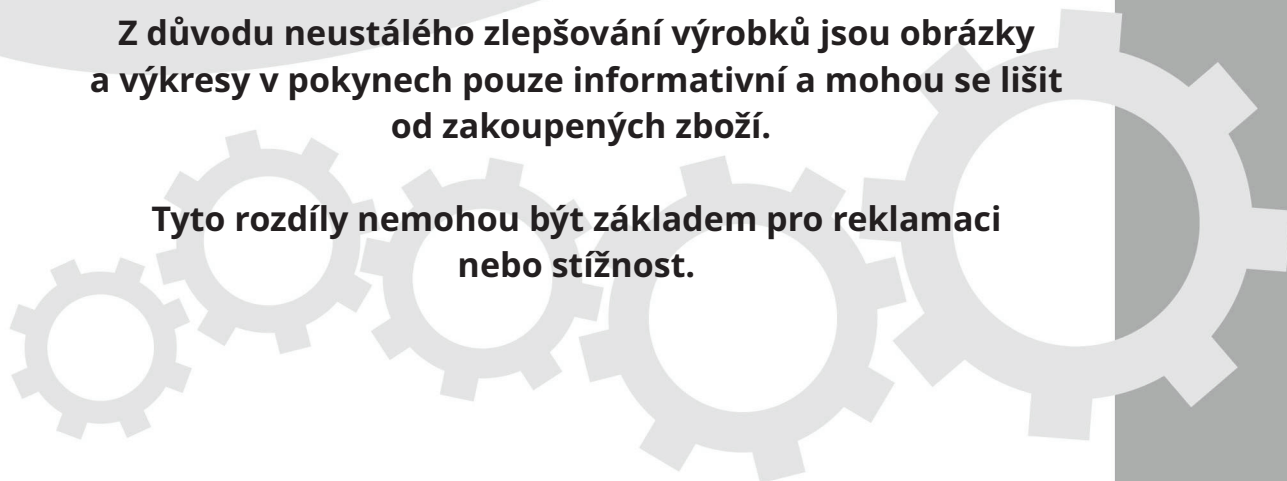 Z důvodu neustálého zlepšování výrobků jsou obrázky
a výkresy v pokynech pouze informativní a mohou se lišit
od zakoupených zboží.
Tyto rozdíly nemohou být základem pro reklamaci
nebo stížnost.